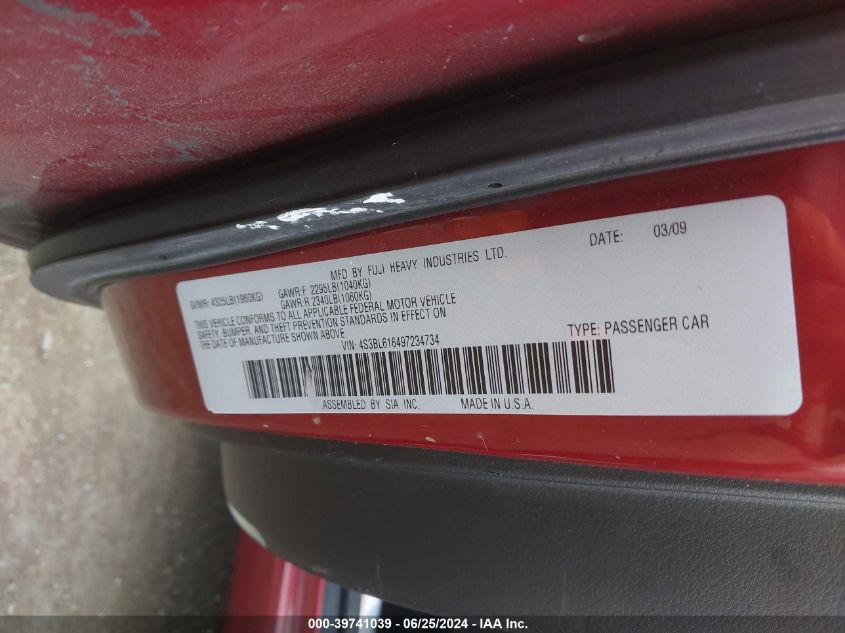 MFD BY FUJI HEAVY INDUSTRIES LTD. DATE: 03/09
GVWR: 4325LB(1960KG) GAWR:F 2295LB(1040KG)
GAWR:R 2340LB(1060KG)
THIS VEHICLE CONFORMS TO ALL APPLICABLE FEDERAL MOTOR VEHICLE
SAFETY, BUMPER, AND THEFT PREVENTION STANDARDS IN EFFECT ON
THE DATE OF MANUFACTURE SHOWN ABOVE
VIN: 4S3BL616497234734 TYPE: PASSENGER CAR
ASSEMBLED BY SIA INC. MADE IN U.S.A.
000-39741039 - 06/25/2024 - IAA Inc.